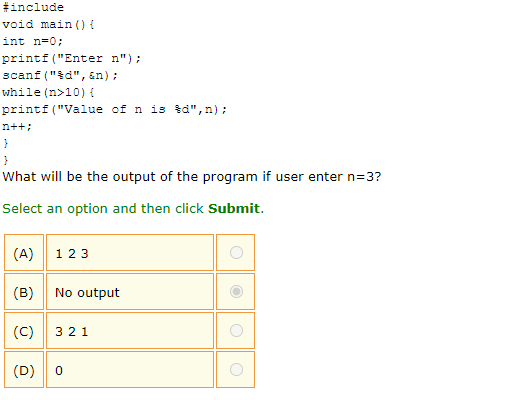 #include
void main(){
int n=0;
printf("Enter n");
scanf("%d",&n);
while(n>10){
printf("Value of n is %d",n);
n++;
}
}
What will be the output of the program if user enter n=3?
Select an option and then click Submit.
(A) 1 2 3
(B) No output
(C) 3 2 1
(D) 0